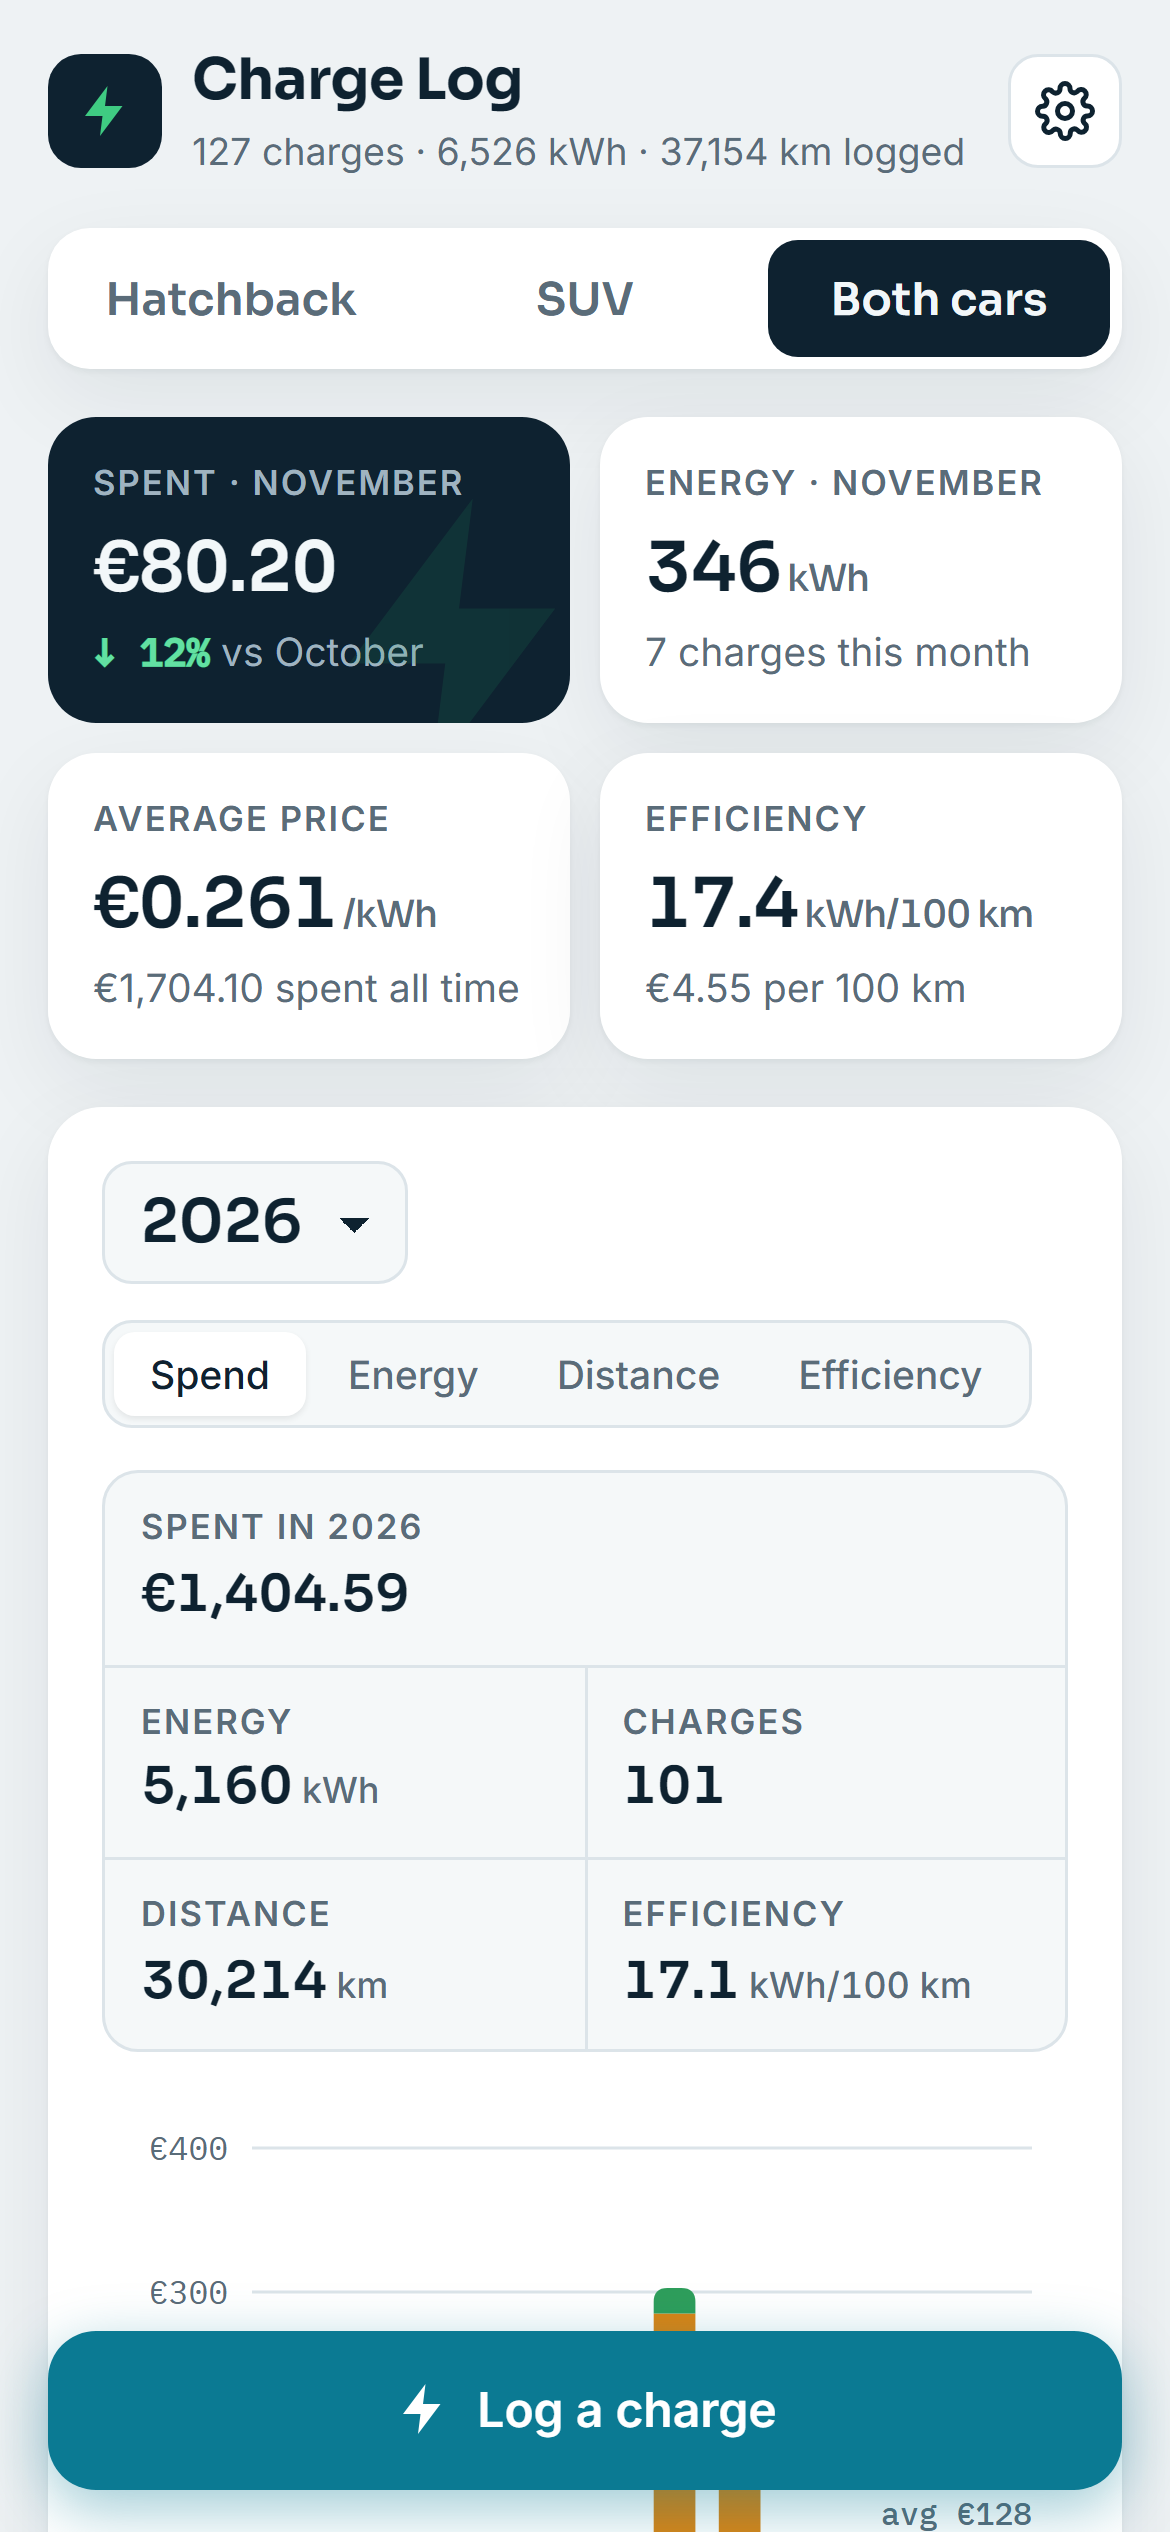 Charge Log
127 charges · 6,526 kWh · 37,154 km logged
Hatchback SUV Both cars
SPENT · NOVEMBER
€80.20
↓ 12% vs October
ENERGY · NOVEMBER
346 kWh
7 charges this month
AVERAGE PRICE
€0.261 /kWh
€1,704.10 spent all time
EFFICIENCY
17.4 kWh/100 km
€4.55 per 100 km
2026
Spend Energy Distance Efficiency
SPENT IN 2026
€1,404.59
ENERGY
5,160 kWh
CHARGES
101
DISTANCE
30,214 km
EFFICIENCY
17.1 kWh/100 km
€400
€300
Log a charge
avg €128